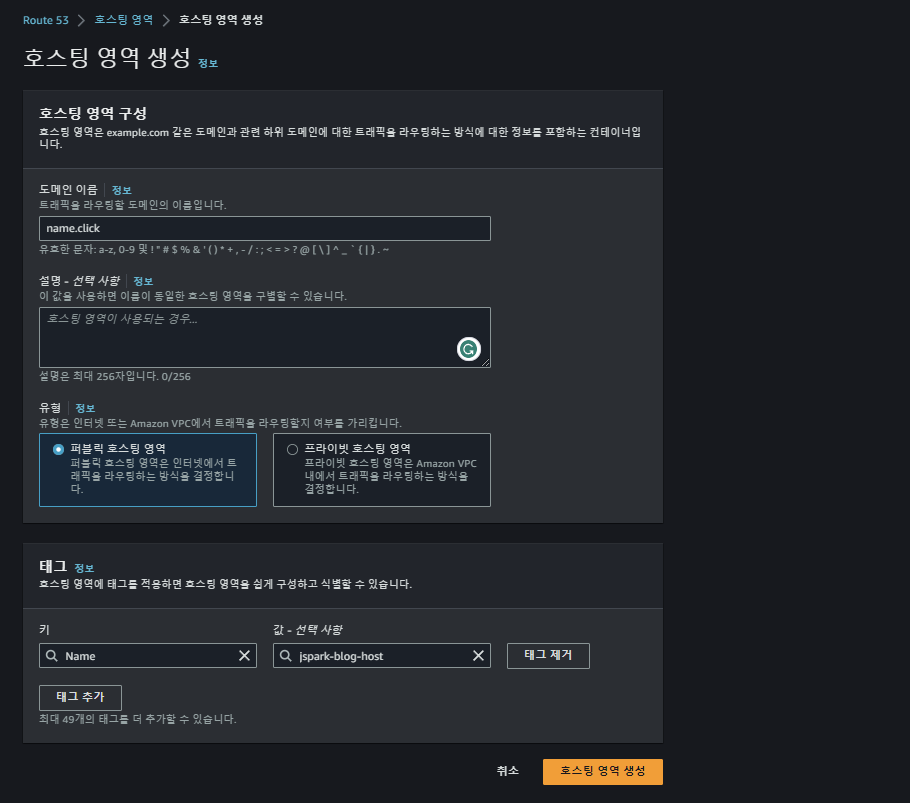 Route 53 > 호스팅 영역 > 호스팅 영역 생성
호스팅 영역 생성 정보
호스팅 영역 구성
호스팅 영역은 example.com 같은 도메인과 관련 하위 도메인에 대한 트래픽을 라우팅하는 방식에 대한 정보를 포함하는 컨테이너입
니다.
도메인 이름 정보
트래픽을 라우팅할 도메인의 이름입니다.
name.click
유효한 문자: a-z, 0-9 및 ! " # $ % & ' ( ) * + , - / : ; < = > ? @ [ \ ] ^ _ ` { | } . ~
설명 - 선택 사항 정보
이 값을 사용하면 이름이 동일한 호스팅 영역을 구별할 수 있습니다.
호스팅 영역이 사용되는 경우...
설명은 최대 256자입니다. 0/256
유형 정보
유형은 인터넷 또는 Amazon VPC에서 트래픽을 라우팅할지 여부를 가리킵니다.
퍼블릭 호스팅 영역
퍼블릭 호스팅 영역은 인터넷에서 트
래픽을 라우팅하는 방식을 결정합니
다.
프라이빗 호스팅 영역
프라이빗 호스팅 영역은 Amazon VPC
내에서 트래픽을 라우팅하는 방식을
결정합니다.
태그 정보
호스팅 영역에 태그를 적용하면 호스팅 영역을 쉽게 구성하고 식별할 수 있습니다.
키
값 - 선택 사항
Name
jspark-blog-host
태그 제거
태그 추가
최대 49개의 태그를 더 추가할 수 있습니다.
취소
호스팅 영역 생성